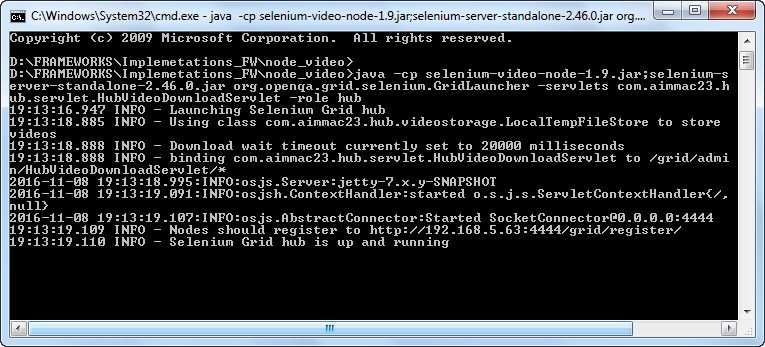 C:\Windows\System32\cmd.exe - java  -cp selenium-video-node-1.9.jar;selenium-server-standalone-2.46.0.jar org....
Copyright (c) 2009 Microsoft Corporation.  All rights reserved.
D:\FRAMEWORKS\Implemetations_FW\node_video>
D:\FRAMEWORKS\Implemetations_FW\node_video>java -cp selenium-video-node-1.9.jar;selenium-s
erver-standalone-2.46.0.jar org.openqa.grid.selenium.GridLauncher -servlets com.aimmac23.h
ub.servlet.HubVideoDownloadServlet -role hub
19:13:16.947 INFO - Launching Selenium Grid hub
19:13:18.885 INFO - Using class com.aimmac23.hub.videostorage.LocalTempFileStore to store
videos
19:13:18.888 INFO - Download wait timeout currently set to 20000 milliseconds
19:13:18.888 INFO - binding com.aimmac23.hub.servlet.HubVideoDownloadServlet to /grid/admi
n/HubVideoDownloadServlet/*
2016-11-08 19:13:18.995:INFO:osjs.Server:jetty-7.x.y-SNAPSHOT
2016-11-08 19:13:19.091:INFO:osjsh.ContextHandler:started o.s.j.s.ServletContextHandler{/,
null}
2016-11-08 19:13:19.107:INFO:osjs.AbstractConnector:Started SocketConnector@0.0.0.0:4444
19:13:19.109 INFO - Nodes should register to http://192.168.5.63:4444/grid/register/
19:13:19.110 INFO - Selenium Grid hub is up and running